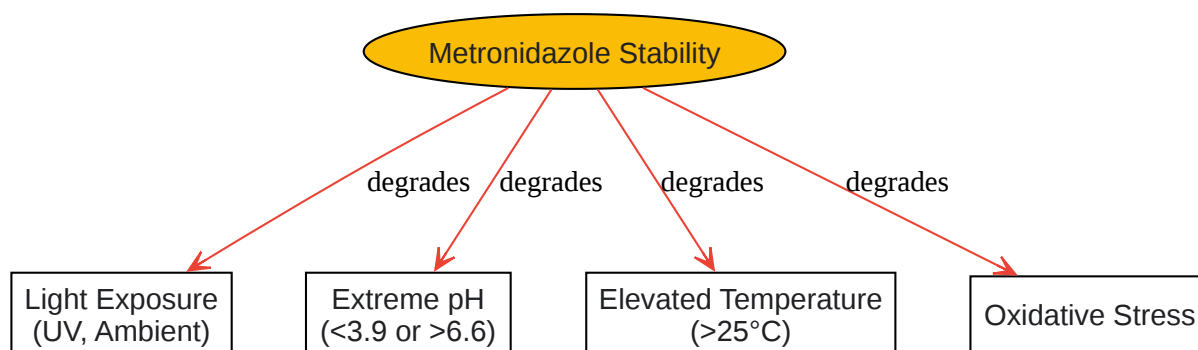 Metronidazole Stability
degrades
degrades
degrades
degrades
Light Exposure
(UV, Ambient)
Extreme pH
(<3.9 or >6.6)
Elevated Temperature
(>25°C)
Oxidative Stress